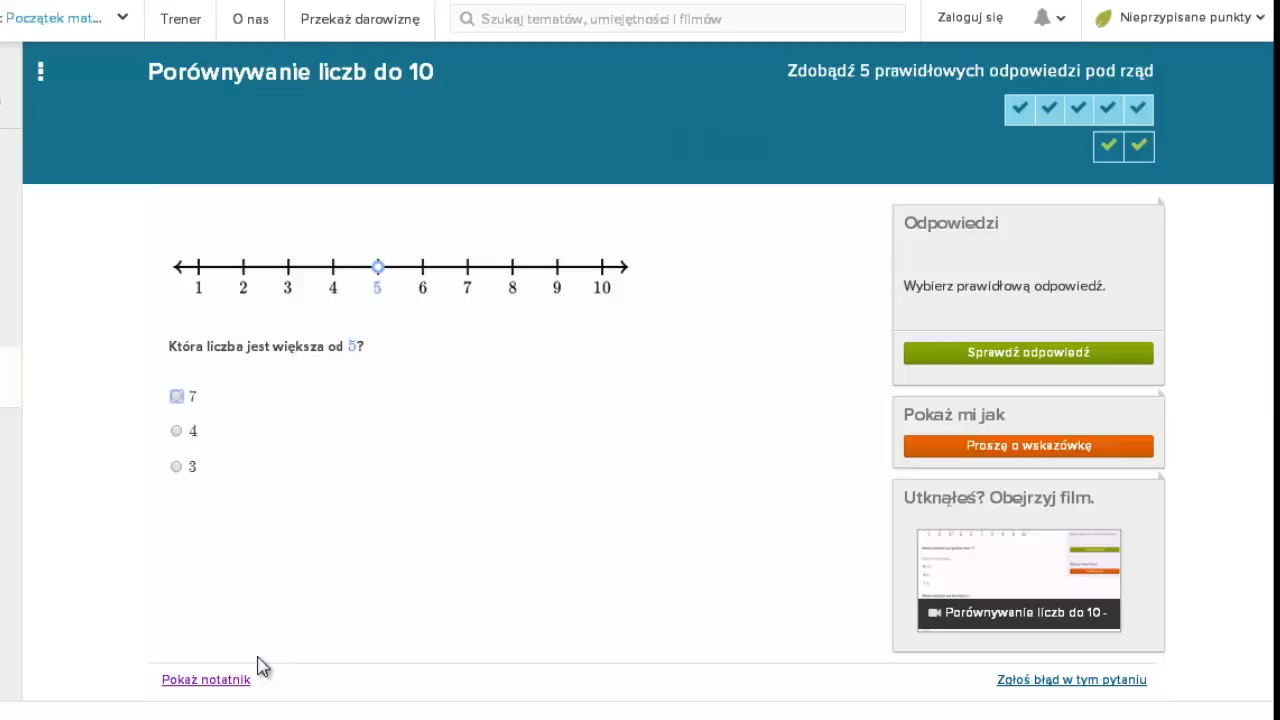 : Początek mat...
Trener
O nas
Przekaż darowiznę
Szukaj tematów, umiejętności i filmów
Zaloguj się
Nieprzypisane punkty
Porównywanie liczb do 10
Zdobądź 5 prawidłowych odpowiedzi pod rząd
1 2 3 4 5 6 7 8 9 10
Która liczba jest większa od 5?
7
4
3
Odpowiedzi
Wybierz prawidłową odpowiedź.
Sprawdź odpowiedź
Pokaż mi jak
Proszę o wskazówkę
Utknąłeś? Obejrzyj film.
Porównywanie liczb do 10 -
Pokaż notatnik
Zgłoś błąd w tym pytaniu